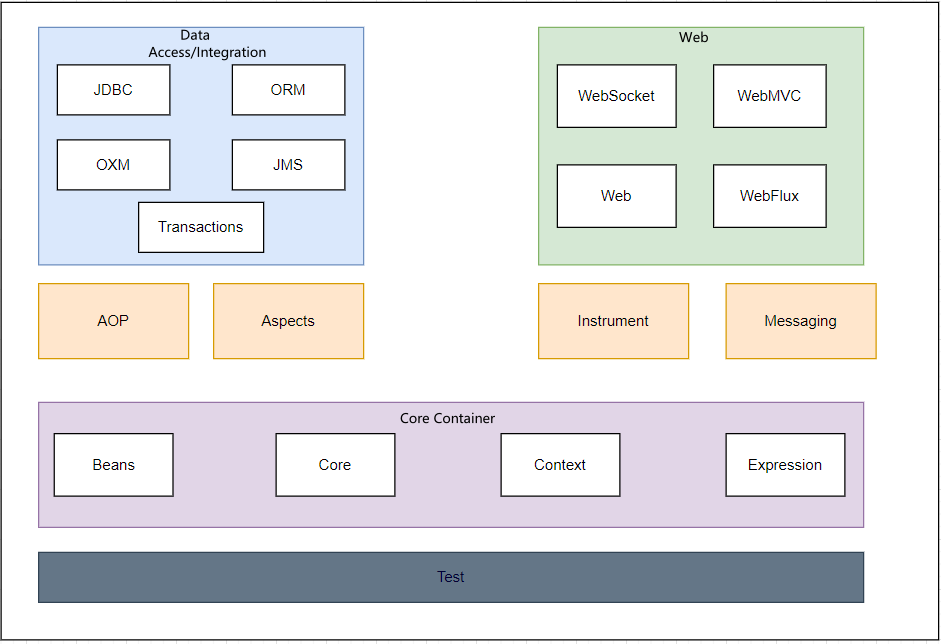 Data
Access/Integration
JDBC
ORM
OXM
JMS
Transactions
Web
WebSocket
WebMVC
Web
WebFlux
AOP
Aspects
Instrument
Messaging
Core Container
Beans
Core
Context
Expression
Test